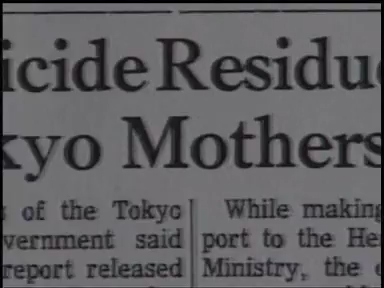 icide Residu
kyo Mothers
s of the Tokyo
vernment said
report released
While making
port to the He
Ministry, the